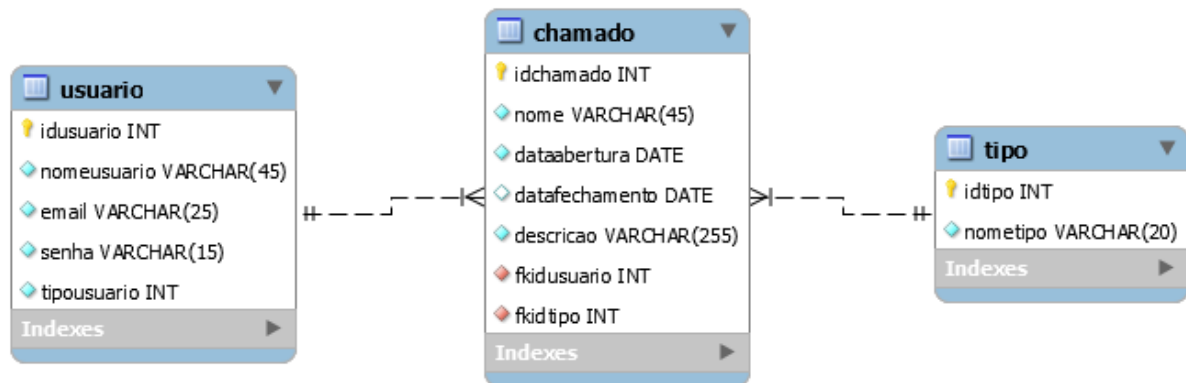 usuario
idusuario INT
nomeusuario VARCHAR(45)
email VARCHAR(25)
senha VARCHAR(15)
tipousuario INT
Indexes
chamado
idchamado INT
nome VARCHAR(45)
dataabertura DATE
datafechamento DATE
descricao VARCHAR(255)
fkidusuario INT
fkidtipo INT
Indexes
tipo
idtipo INT
nometipo VARCHAR(20)
Indexes